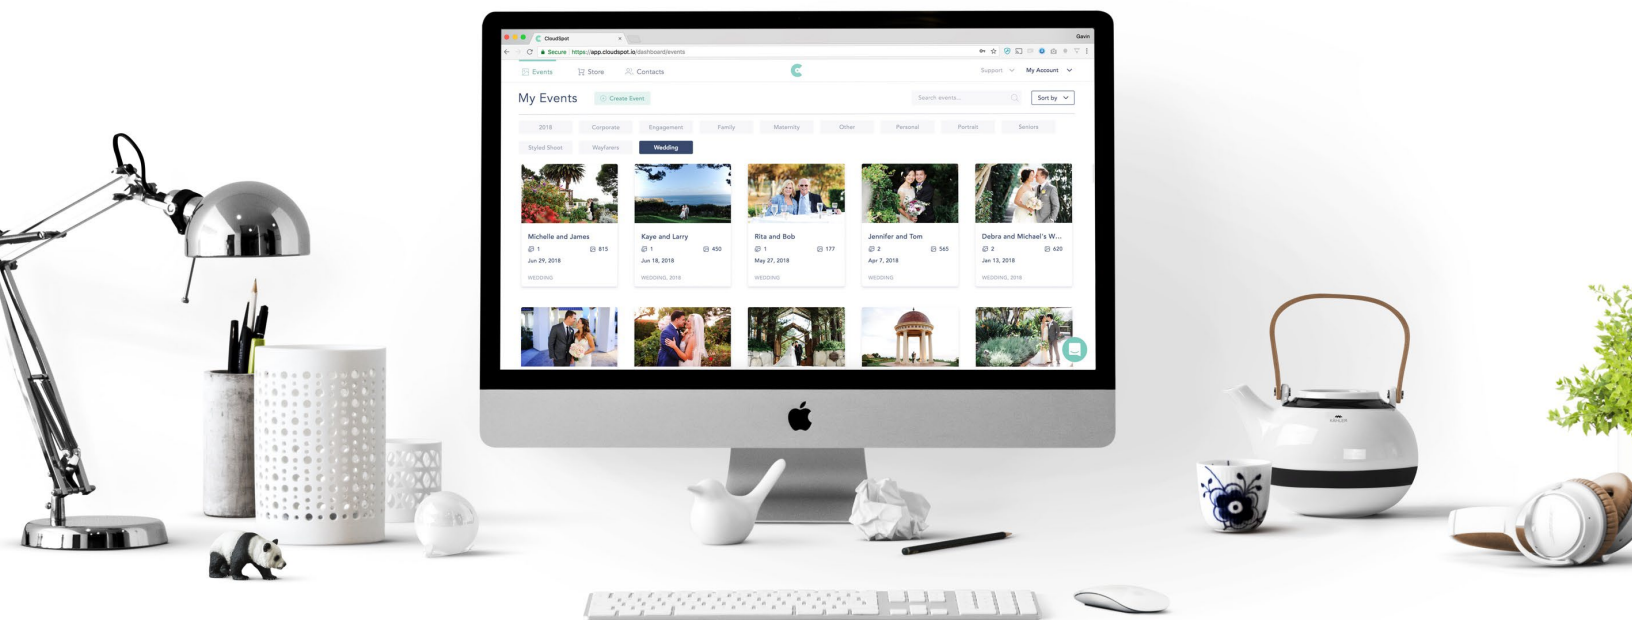 CloudSpot
Gavin
Secure https://app.cloudspot.io/dashboard/events
Events Store Contacts
Support My Account
My Events Create Event Search events... Sort by
2018 Corporate Engagement Family Maternity Other Personal Portrait Seniors
Styled Shoot Wayfarers Wedding
Michelle and James
1 815
Jun 29, 2018
WEDDING
Kaye and Larry
1 450
Jun 18, 2018
WEDDING, 2018
Rita and Bob
1 177
May 27, 2018
WEDDING
Jennifer and Tom
2 565
Apr 7, 2018
WEDDING
Debra and Michael's W...
2 620
Jan 13, 2018
WEDDING, 2018